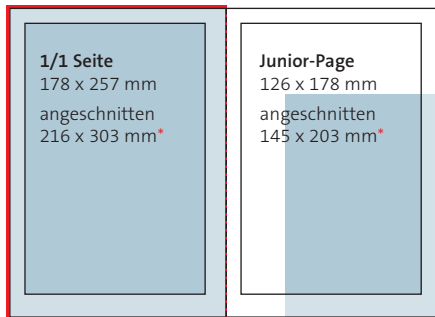 1/1 Seite
178 x 257 mm
angeschnitten
216 x 303 mm*
Junior-Page
126 x 178 mm
angeschnitten
145 x 203 mm*